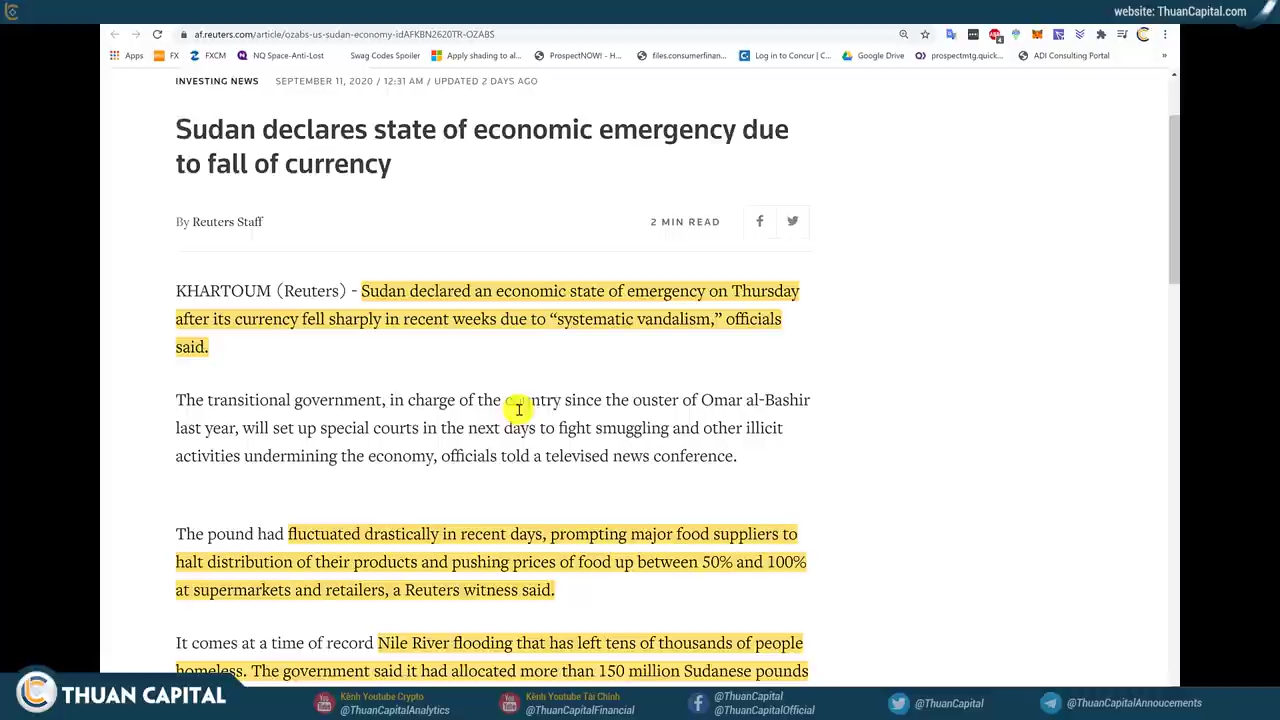 website: ThuanCapital.com
af.reuters.com/article/ozabs-us-sudan-economy-idAFKBN2620TR-OZABS
Apps FX FXCM NQ Space-Anti-Lost Swag Codes Spoiler Apply shading to al... ProspectNOW! - H... files.consumerfinan... Log in to Concur | C... Google Drive prospectmtg.quick... ADI Consulting Portal »
INVESTING NEWS SEPTEMBER 11, 2020 / 12:31 AM / UPDATED 2 DAYS AGO
Sudan declares state of economic emergency due
to fall of currency
By Reuters Staff
2 MIN READ
KHARTOUM (Reuters) - Sudan declared an economic state of emergency on Thursday
after its currency fell sharply in recent weeks due to “systematic vandalism,” officials
said.
The transitional government, in charge of the country since the ouster of Omar al-Bashir
last year, will set up special courts in the next days to fight smuggling and other illicit
activities undermining the economy, officials told a televised news conference.
The pound had fluctuated drastically in recent days, prompting major food suppliers to
halt distribution of their products and pushing prices of food up between 50% and 100%
at supermarkets and retailers, a Reuters witness said.
It comes at a time of record Nile River flooding that has left tens of thousands of people
homeless. The government said it had allocated more than 150 million Sudanese pounds
THUAN CAPITAL
Kênh Youtube Crypto
@ThuanCapitalAnalytics
Kênh Youtube Tài Chính
@ThuanCapitalFinancial
@ThuanCapital
@ThuanCapitalOfficial
@ThuanCapital
@ThuanCapitalAnnoucements